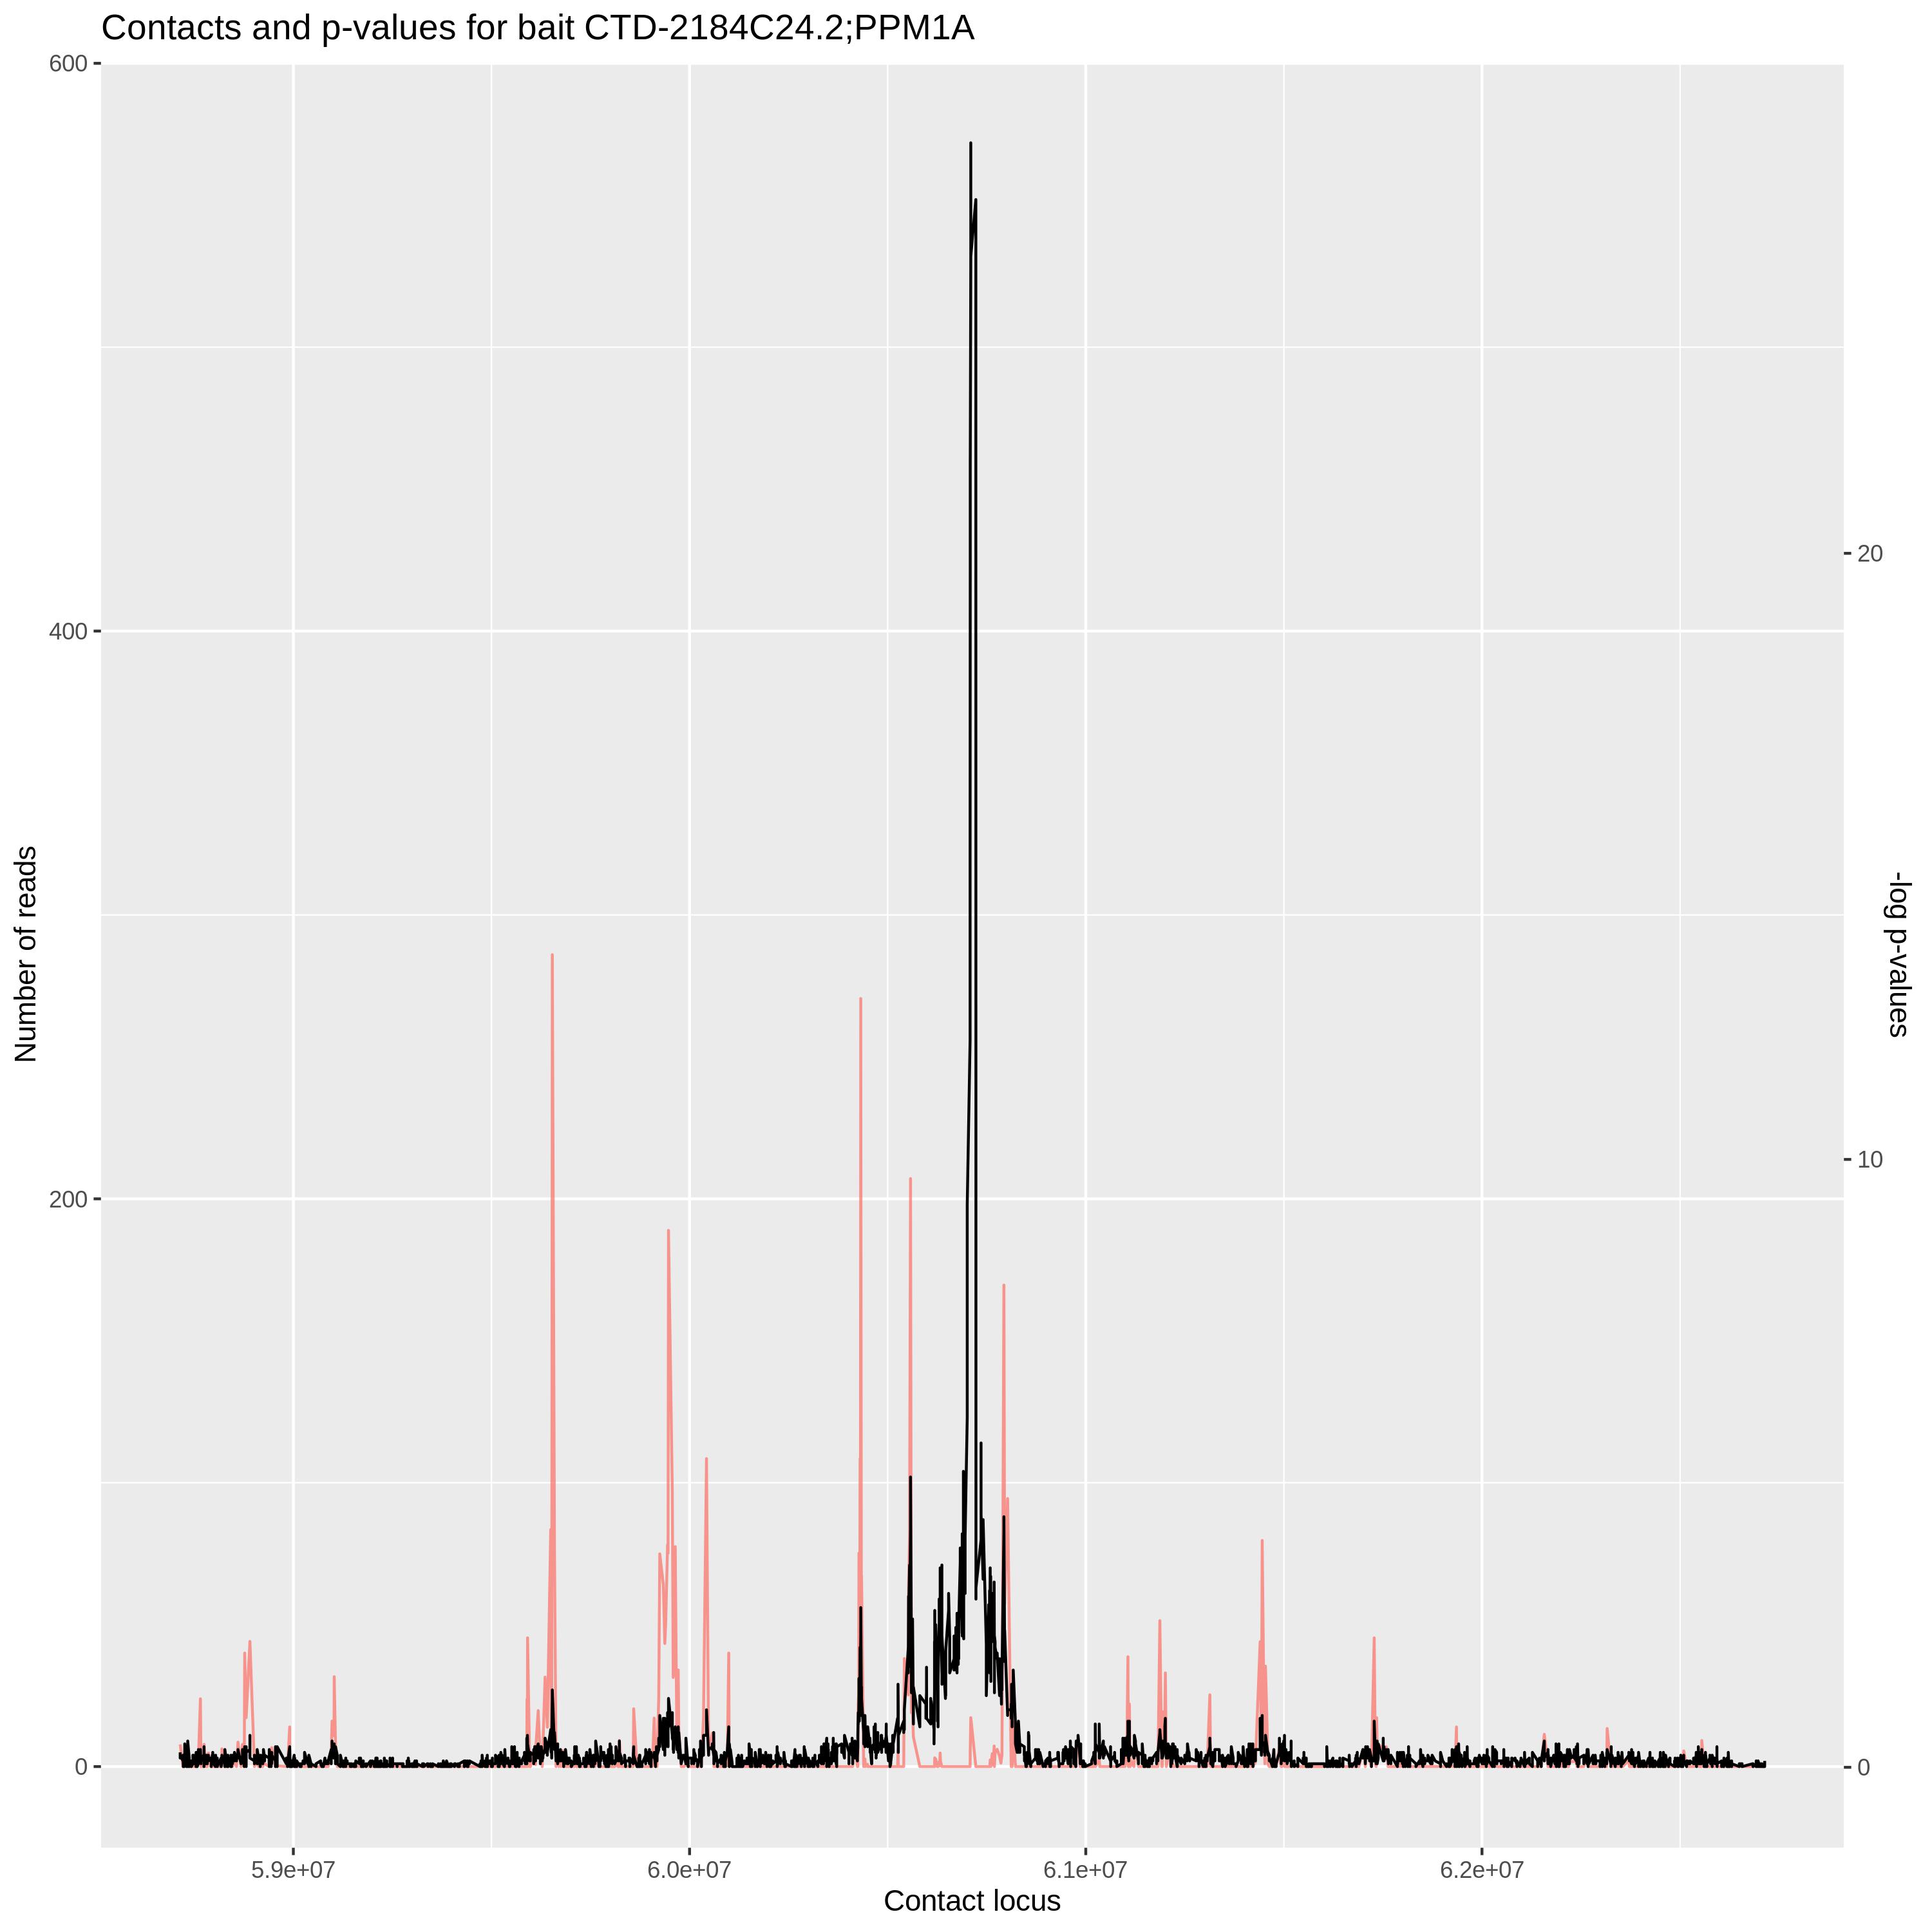 Contacts and p-values for bait CTD-2184C24.2;PPM1A
600
400
200
0
Number of reads
20
10
0
-log p-values
5.9e+07
6.0e+07
6.1e+07
6.2e+07
Contact locus